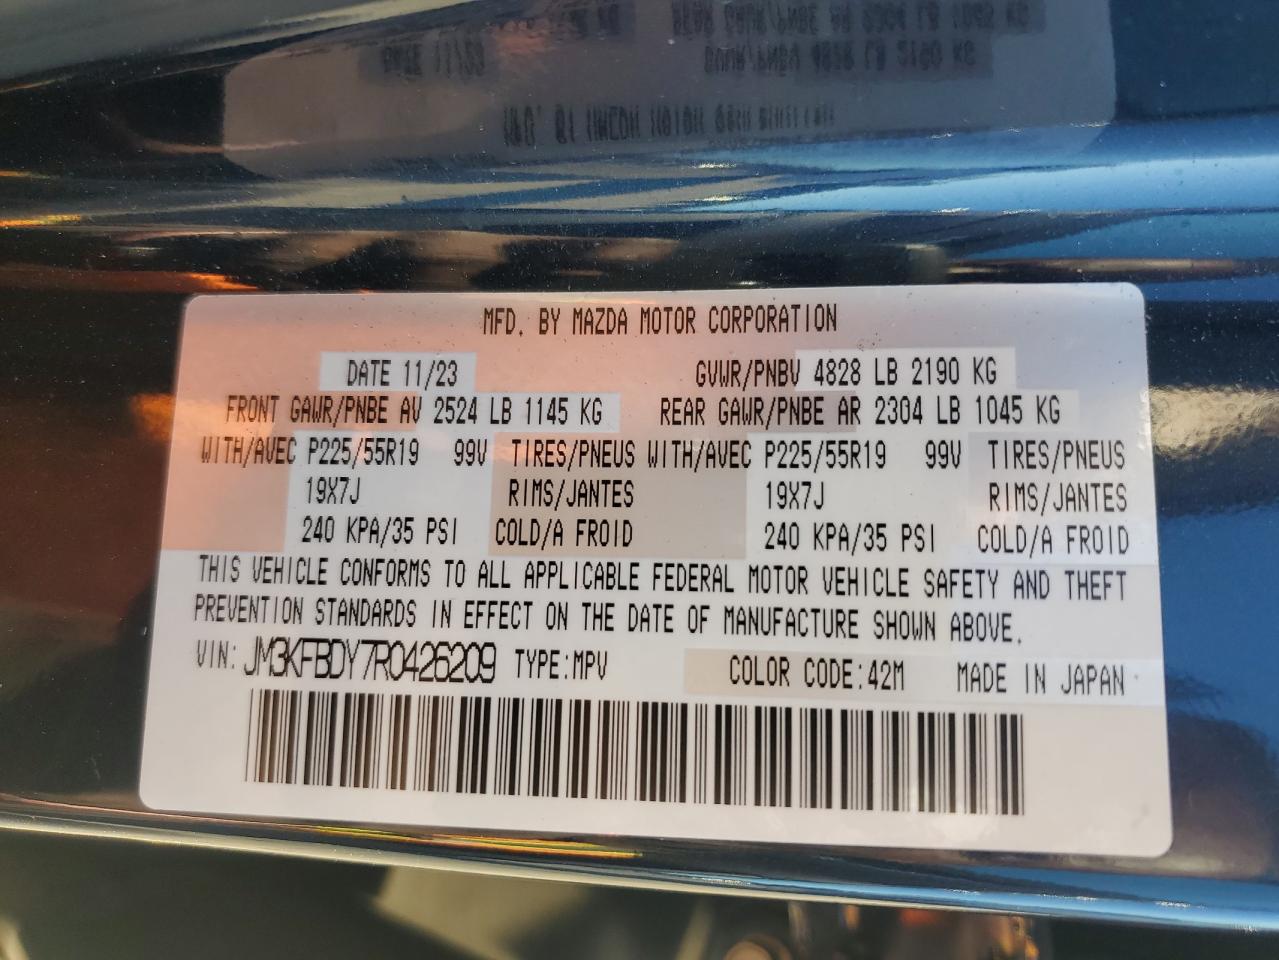 MFD. BY MAZDA MOTOR CORPORATION
DATE 11/23 GVWR/PNBV 4828 LB 2190 KG
FRONT GAWR/PNBE AV 2524 LB 1145 KG REAR GAWR/PNBE AR 2304 LB 1045 KG
WITH/AVEC P225/55R19 99V TIRES/PNEUS WITH/AVEC P225/55R19 99V TIRES/PNEUS
19X7J RIMS/JANTES 19X7J RIMS/JANTES
240 KPA/35 PSI COLD/A FROID 240 KPA/35 PSI COLD/A FROID
THIS VEHICLE CONFORMS TO ALL APPLICABLE FEDERAL MOTOR VEHICLE SAFETY AND THEFT
PREVENTION STANDARDS IN EFFECT ON THE DATE OF MANUFACTURE SHOWN ABOVE.
VIN: JM3KFBDY7R0426209 TYPE:MPV COLOR CODE:42M MADE IN JAPAN